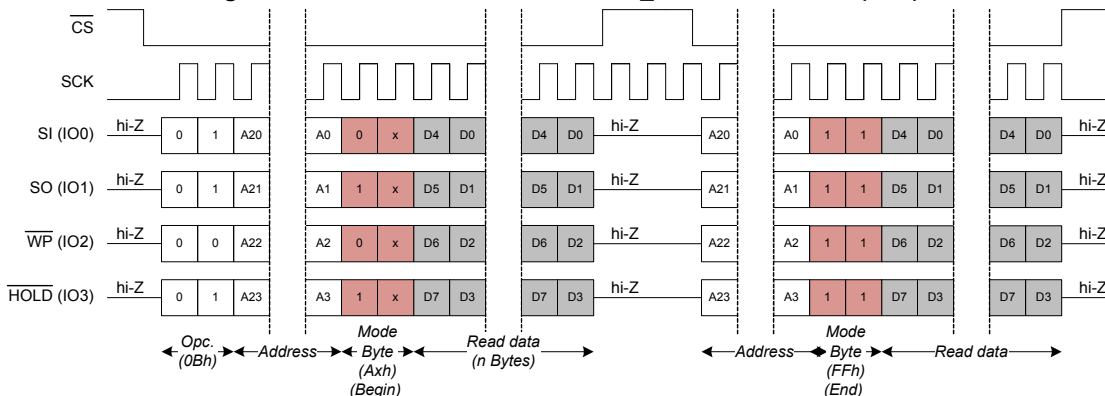 CS
SCK
SI (IO0) hi-Z 0 1 A20 A0 0 x D4 D0 D4 D0 hi-Z A20 A0 1 1 D4 D0 D4 D0 hi-Z
SO (IO1) hi-Z 0 1 A21 A1 1 x D5 D1 D5 D1 hi-Z A21 A1 1 1 D5 D1 D5 D1 hi-Z
WP (IO2) hi-Z 0 0 A22 A2 0 x D6 D2 D6 D2 hi-Z A22 A2 1 1 D6 D2 D6 D2 hi-Z
HOLD (IO3) hi-Z 0 1 A23 A3 1 x D7 D3 D7 D3 hi-Z A23 A3 1 1 D7 D3 D7 D3 hi-Z
Opc.
(0Bh)
Address
Mode
Byte
(Axh)
(Begin)
Read data
(n Bytes)
Address
Mode
Byte
(FFh)
(End)
Read data